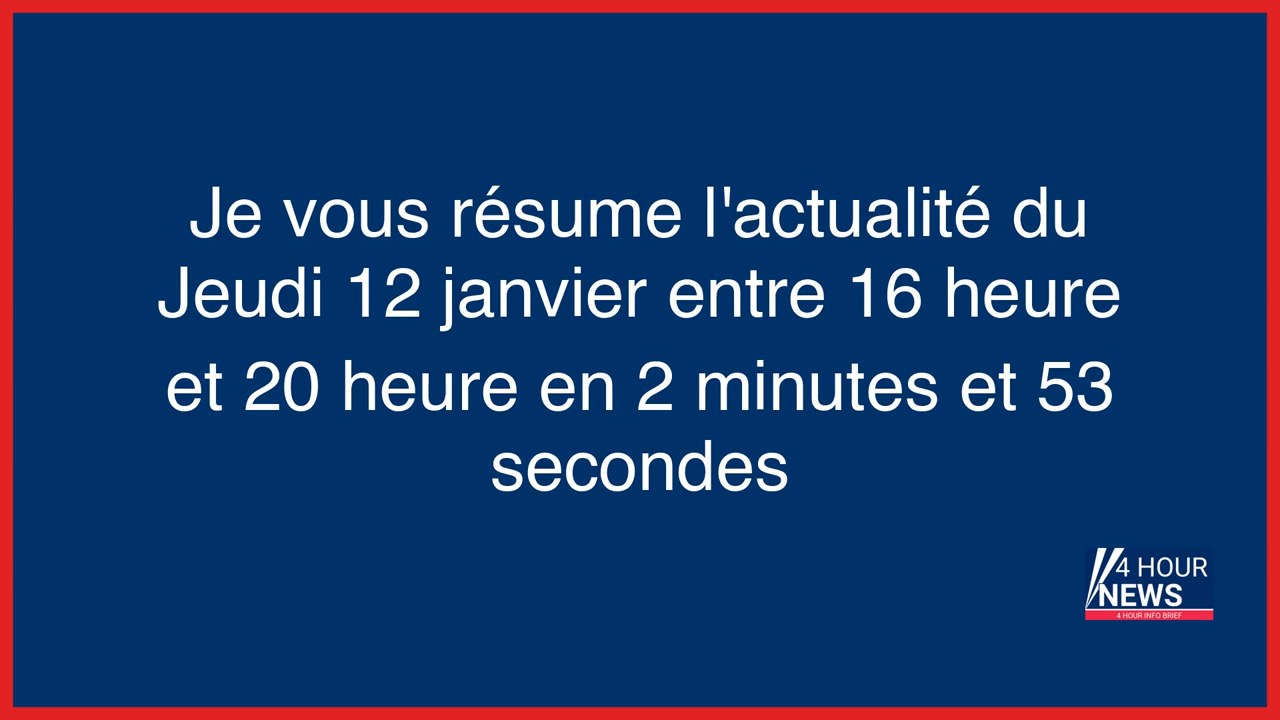 Je vous résume l'actualité du
Jeudi 12 janvier entre 16 heure
et 20 heure en 2 minutes et 53
secondes
4 HOUR
NEWS
4 HOUR INFO BRIEF